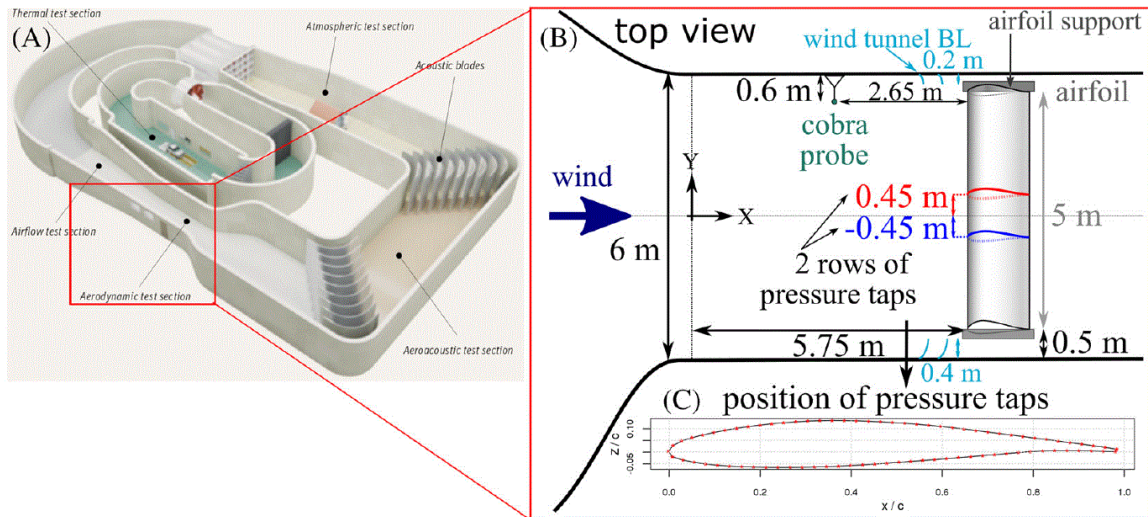 (A)
Thermal test section
Atmospheric test section
Acoustic blades
Airflow test section
Aerodynamic test section
Aeroacoustic test section
(B)
top view
wind tunnel BL
0.2 m
airfoil support
0.6 m
2.65 m
airfoil
cobra
probe
Y
X
wind
0.45 m
-0.45 m
5 m
6 m
2 rows of
pressure taps
5.75 m
0.5 m
0.4 m
(C)
position of pressure taps
z / c
-0.05
0.10
0.0
0.2
0.4
0.6
0.8
1.0
x / c